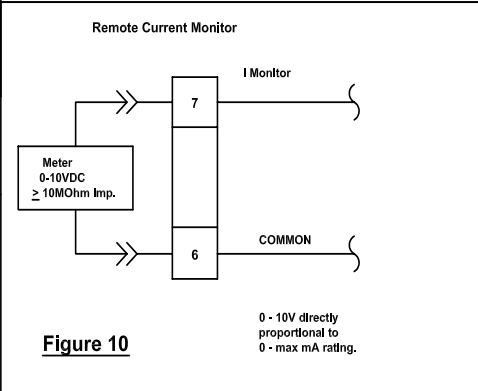 Remote Current Monitor
I Monitor
7
Meter
0-10VDC
≥ 10MOhm Imp.
COMMON
6
0 - 10V directly
proportional to
0 - max mA rating.
Figure 10